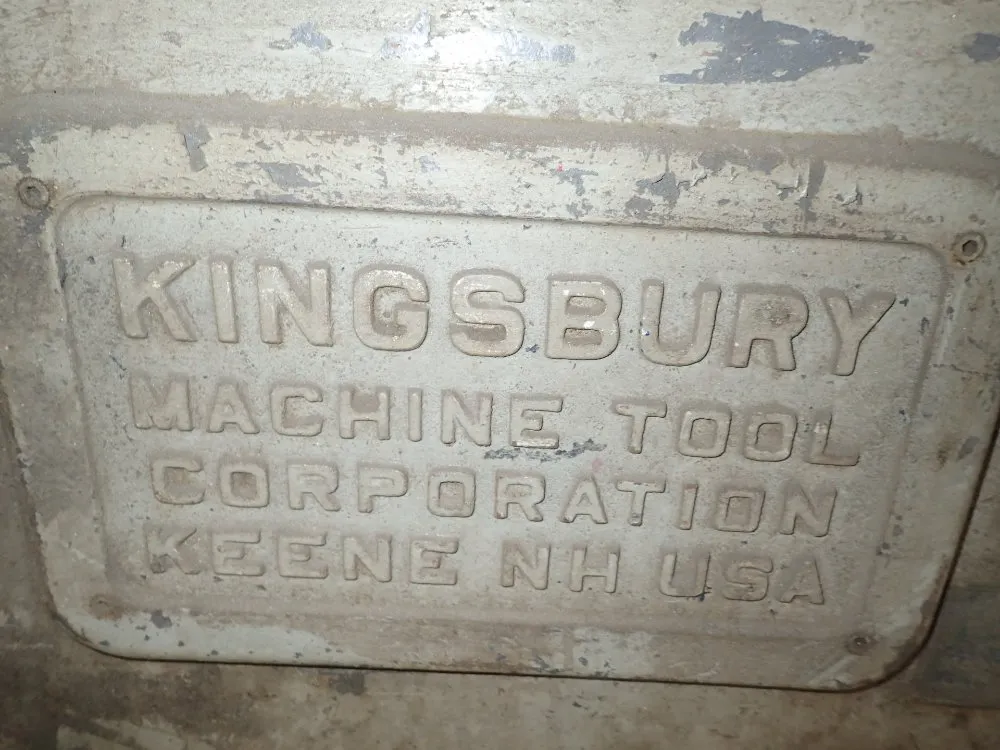 KINGSBURY
MACHINE TOOL
CORPORATION
KEENE NH USA